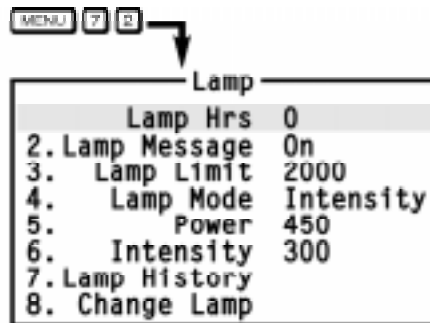 MENU 7 2
Lamp
Lamp Hrs 0
2. Lamp Message On
3. Lamp Limit 2000
4. Lamp Mode Intensity
5. Power 450
6. Intensity 300
7. Lamp History
8. Change Lamp